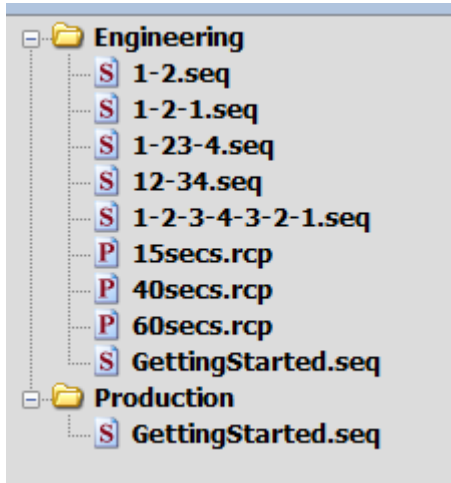 Engineering
S 1-2.seq
S 1-2-1.seq
S 1-23-4.seq
S 12-34.seq
S 1-2-3-4-3-2-1.seq
P 15secs.rcp
P 40secs.rcp
P 60secs.rcp
S GettingStarted.seq
Production
S GettingStarted.seq